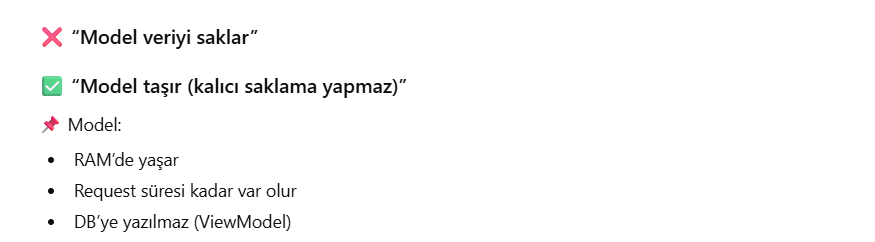 ❌ “Model veriyi saklar”
✅ “Model taşır (kalıcı saklama yapmaz)”
📌 Model:
• RAM’de yaşar
• Request süresi kadar var olur
• DB’ye yazılmaz (ViewModel)